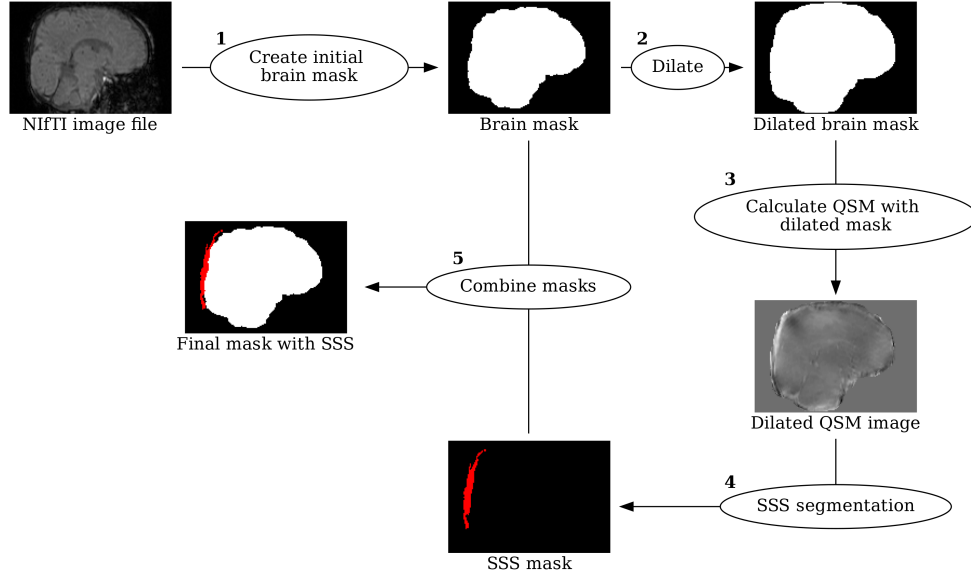 1
Create initial
brain mask
NIfTI image file
Brain mask
2
Dilate
Dilated brain mask
3
Calculate QSM with
dilated mask
Dilated QSM image
4
SSS segmentation
SSS mask
5
Combine masks
Final mask with SSS